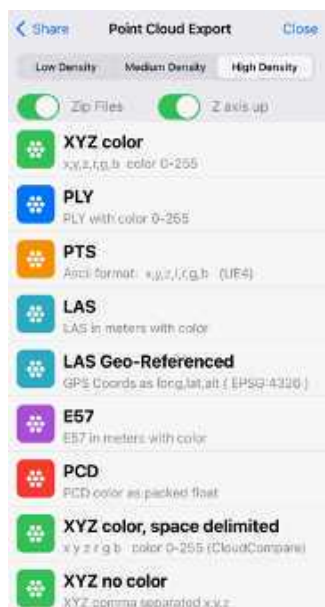 Share Point Cloud Export Close
Low Density Medium Density High Density
Zip Files Z axis up
XYZ color
x,y,z,r,g,b color 0-255
PLY
PLY with color 0-255
PTS
Ascii format: x,y,z,i,r,g,b (UE4)
LAS
LAS in meters with color
LAS Geo-Referenced
GPS Coords as long,lat,alt ( EPSG:4326 )
E57
E57 in meters with color
PCD
PCD color as packed float
XYZ color, space delimited
x y z r g b color 0-255 (CloudCompare)
XYZ no color
XYZ comma separated x,y,z